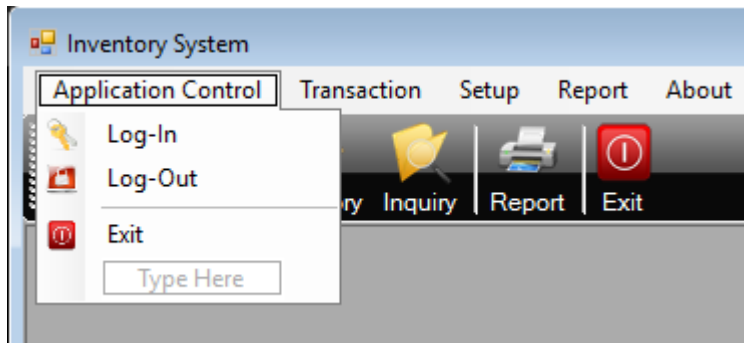 Inventory System
Application Control Transaction Setup Report About
Log-In
Log-Out
Inquiry Report Exit
Exit
Type Here